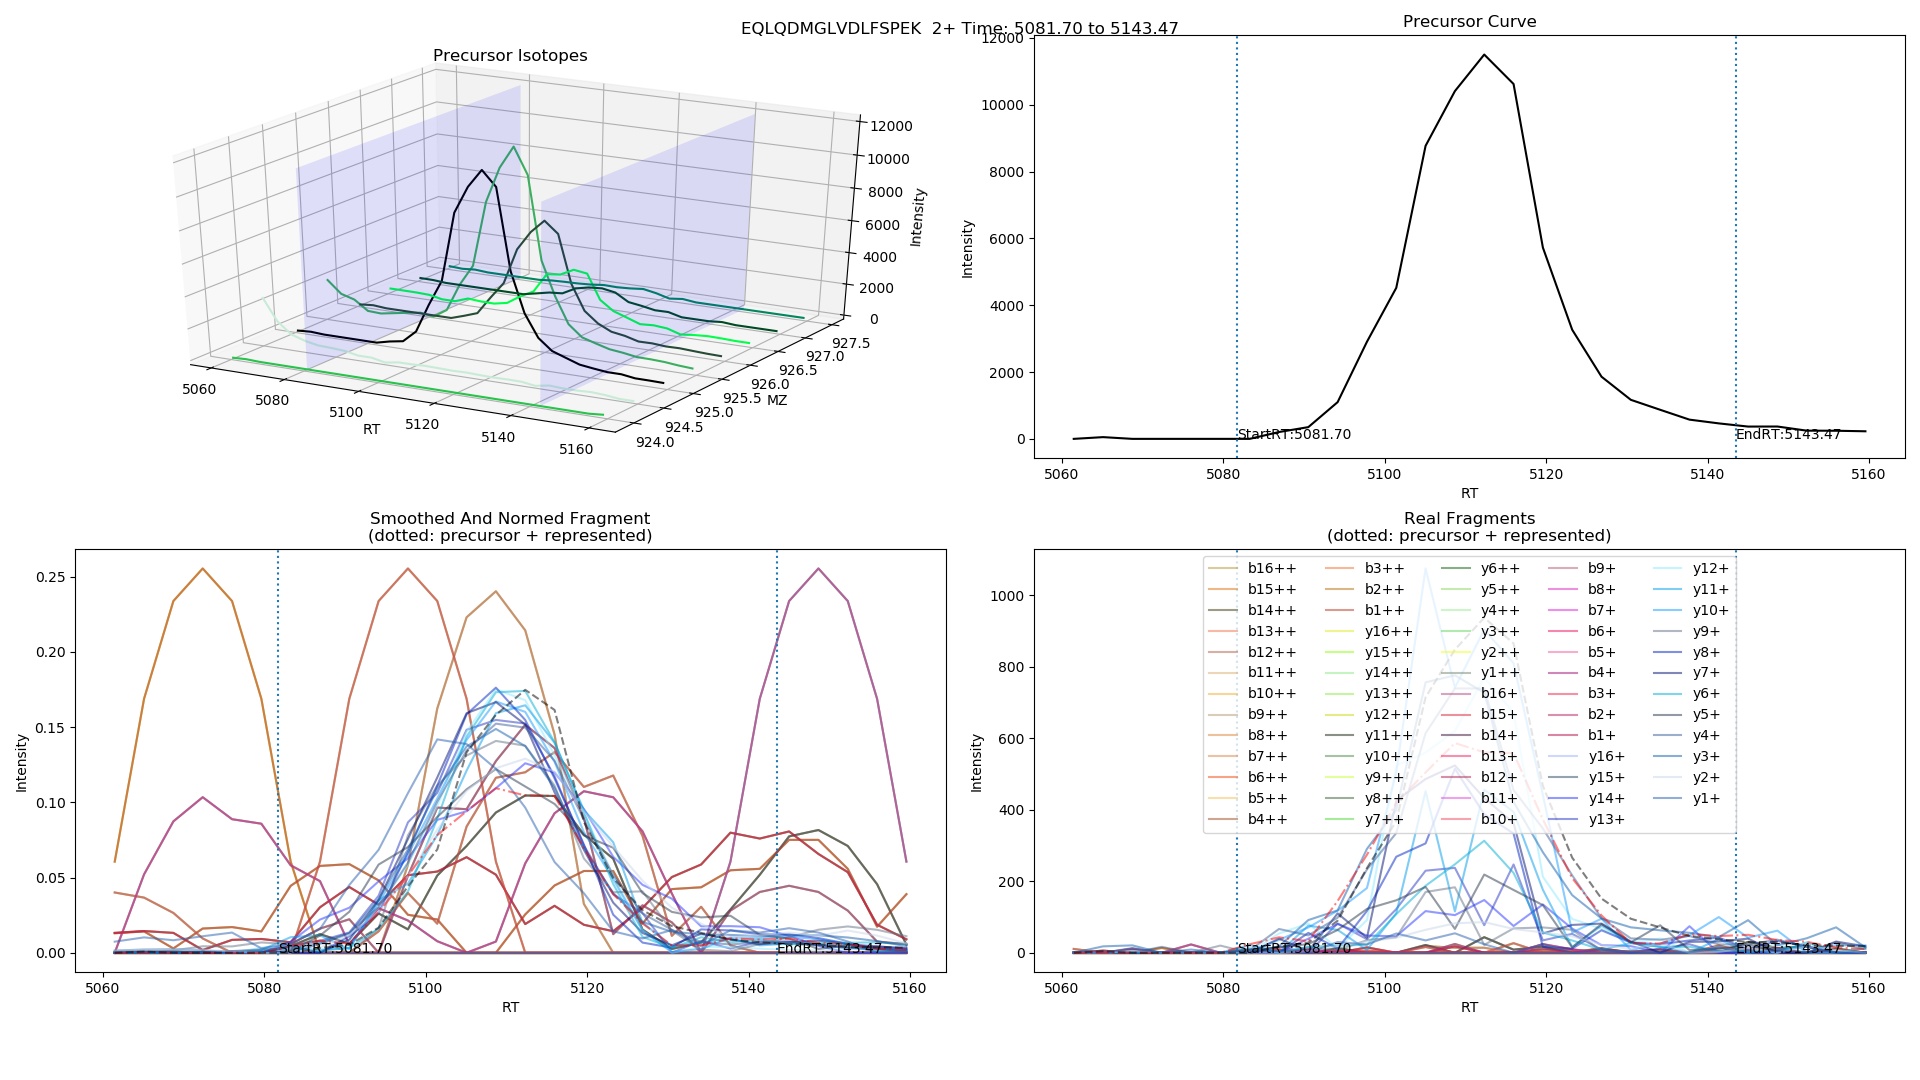 EQLQDMGLVDLFSPEK  2+ Time: 5081.70 to 5143.47
Precursor Isotopes
12000
10000
8000
6000
4000
2000
0
Intensity
5060
5080
5100
5120
5140
5160
RT
924.0
924.5
925.0
925.5
926.0
926.5
927.0
927.5
MZ
Precursor Curve
12000
10000
8000
6000
4000
2000
0
Intensity
StartRT:5081.70
EndRT:5143.47
5060
5080
5100
5120
5140
5160
RT
Smoothed And Normed Fragment
(dotted: precursor + represented)
0.25
0.20
0.15
0.10
0.05
0.00
Intensity
StartRT:5081.70
EndRT:5143.47
5060
5080
5100
5120
5140
5160
RT
Real Fragments
(dotted: precursor + represented)
1000
800
600
400
200
0
Intensity
b16++
b15++
b14++
b13++
b12++
b11++
b10++
b9++
b8++
b7++
b6++
b5++
b4++
b3++
b2++
b1++
y16++
y15++
y14++
y13++
y12++
y11++
y10++
y9++
y8++
y7++
y6++
y5++
y4++
y3++
y2++
y1++
b16+
b15+
b14+
b13+
b12+
b11+
b10+
b9+
b8+
b7+
b6+
b5+
b4+
b3+
b2+
b1+
y16+
y15+
y14+
y13+
y12+
y11+
y10+
y9+
y8+
y7+
y6+
y5+
y4+
y3+
y2+
y1+
StartRT:5081.70
EndRT:5143.47
5060
5080
5100
5120
5140
5160
RT